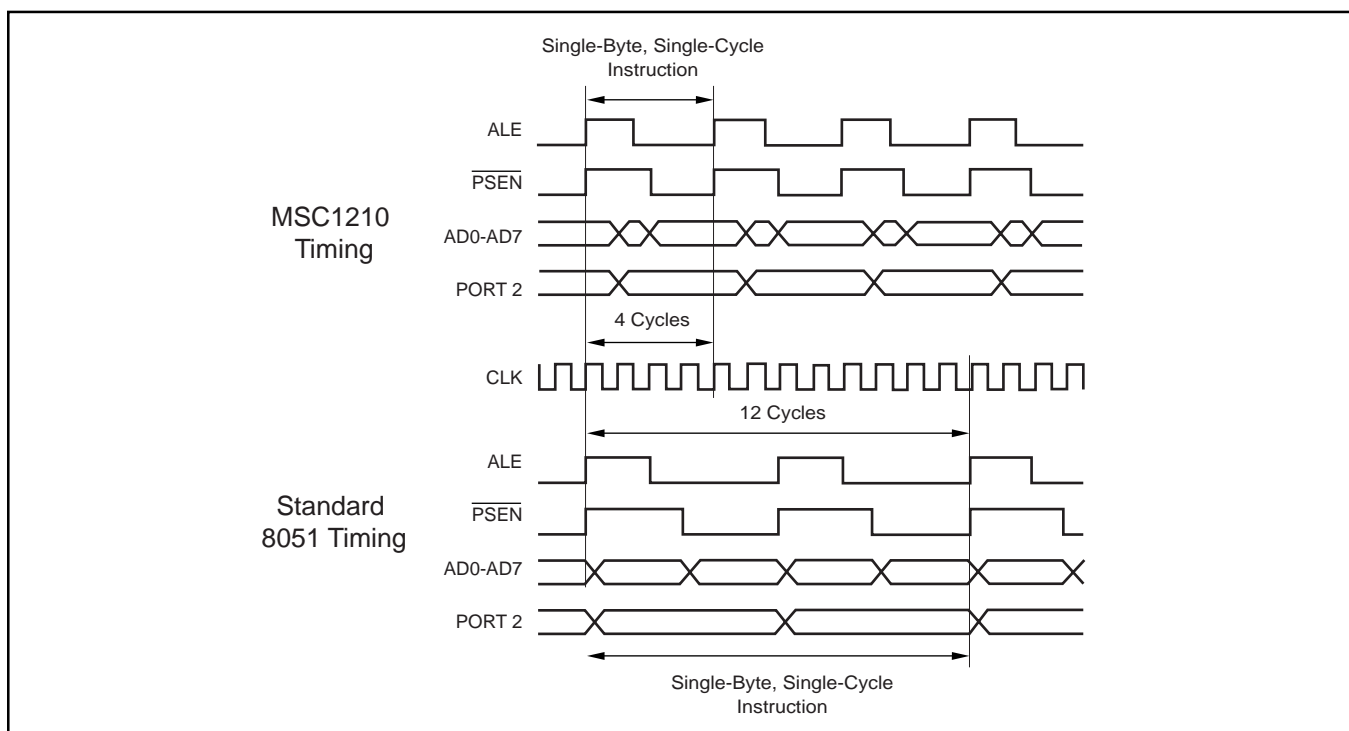 Single-Byte, Single-Cycle
Instruction
ALE
PSEN
MSC1210
Timing
AD0-AD7
PORT 2
4 Cycles
CLK
12 Cycles
ALE
Standard
8051 Timing
PSEN
AD0-AD7
PORT 2
Single-Byte, Single-Cycle
Instruction